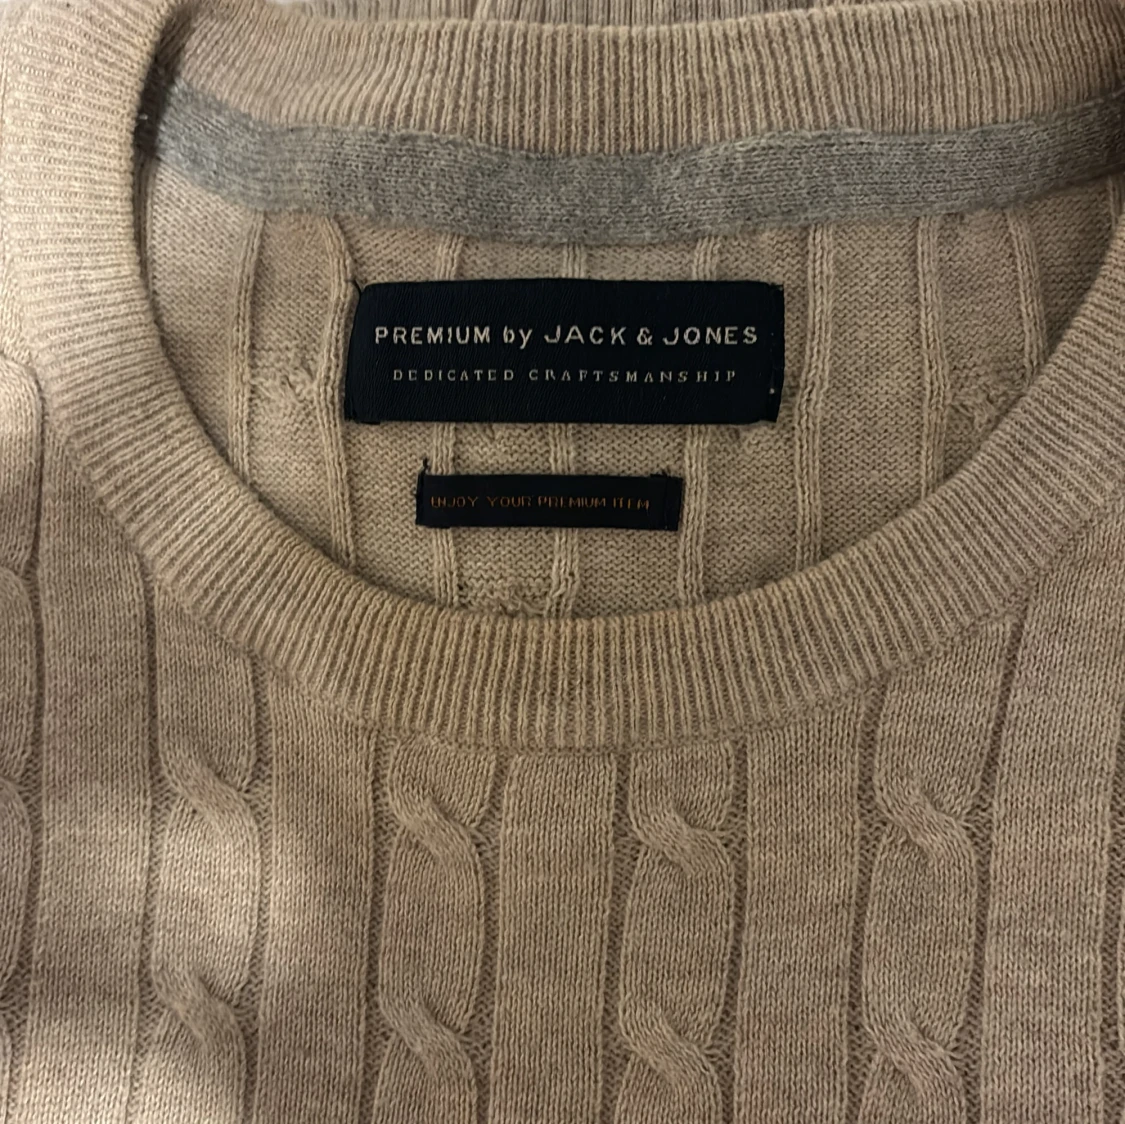 PREMIUM by JACK & JONES
DEDICATED CRAFTSMANSHIP
ENJOY YOUR PREMIUM ITEM